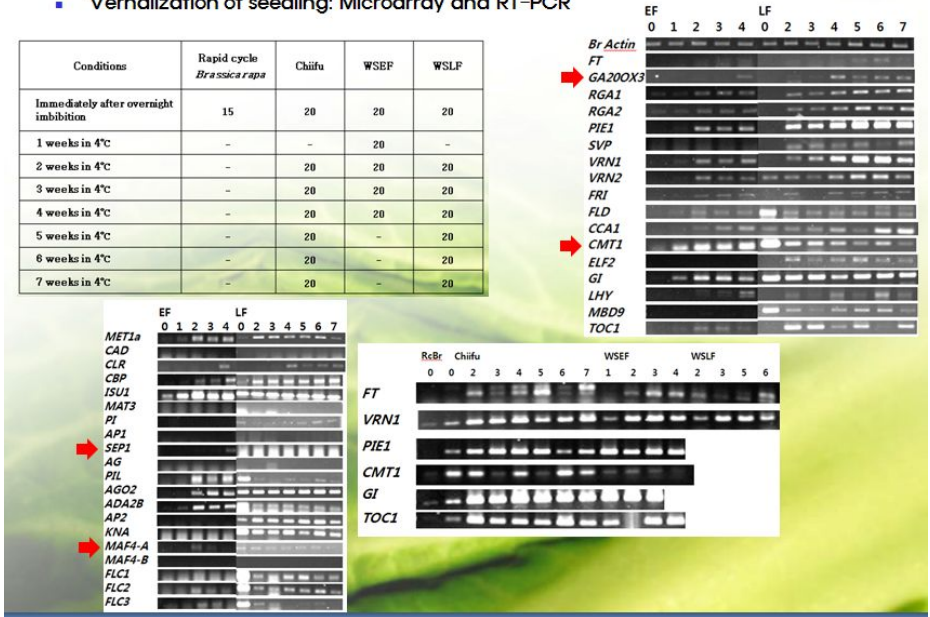 Vernalization of seedling: Microarray and RT-PCR
Conditions Rapid cycle Brassica rapa Chiifu WSEF WSLF
Immediately after overnight imbibition 15 20 20 20
1 weeks in 4°C - - 20 -
2 weeks in 4°C - 20 20 20
3 weeks in 4°C - 20 20 20
4 weeks in 4°C - 20 20 20
5 weeks in 4°C - 20 - 20
6 weeks in 4°C - 20 - 20
7 weeks in 4°C - 20 - 20
EF LF
0 1 2 3 4 0 2 3 4 5 6 7
Br Actin
FT
GA20OX3
RGA1
RGA2
PIE1
SVP
VRN1
VRN2
FRI
FLD
CCA1
CMT1
ELF2
GI
LHY
MBD9
TOC1
EF LF
0 1 2 3 4 0 2 3 4 5 6 7
MET1a
CAD
CLR
CBP
ISU1
MAT3
PI
AP1
SEP1
AG
PIL
AGO2
ADA2B
AP2
KNA
MAF4-A
MAF4-B
FLC1
FLC2
FLC3
RcBr Chiifu WSEF WSLF
0 0 2 3 4 5 6 7 1 2 3 4 2 3 5 6
FT
VRN1
PIE1
CMT1
GI
TOC1